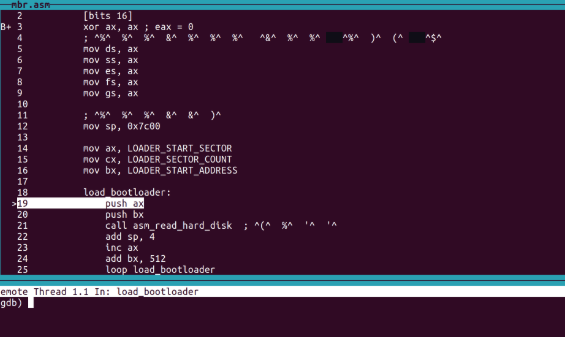 mbr.asm
2 [bits 16]
B+ 3 xor ax, ax ; eax = 0
4 ; ^%^ %^ %^ &^ %^ %^ %^ ^&^ %^ %^ ^%^ )^ (^ ^$^
5 mov ds, ax
6 mov ss, ax
7 mov es, ax
8 mov fs, ax
9 mov gs, ax
10
11 ; ^%^ %^ %^ &^ &^ )^
12 mov sp, 0x7c00
13
14 mov ax, LOADER_START_SECTOR
15 mov cx, LOADER_SECTOR_COUNT
16 mov bx, LOADER_START_ADDRESS
17
18 load_bootloader:
>19 push ax
20 push bx
21 call asm_read_hard_disk ; ^(^ %^ '^ '^
22 add sp, 4
23 inc ax
24 add bx, 512
25 loop load_bootloader
emote Thread 1.1 In: load_bootloader
gdb)